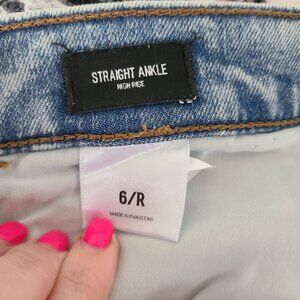 STRAIGHT ANKLE
HIGH RISE
6/R
MADE IN PAKISTAN